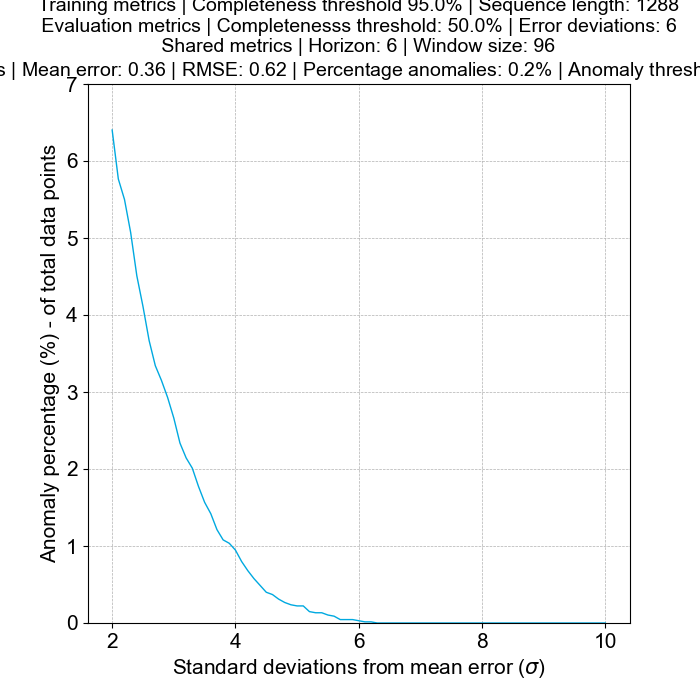 Training metrics | Completeness threshold 95.0% | Sequence length: 1288
Evaluation metrics | Completenesss threshold: 50.0% | Error deviations: 6
Shared metrics | Horizon: 6 | Window size: 96
s | Mean error: 0.36 | RMSE: 0.62 | Percentage anomalies: 0.2% | Anomaly thresh
7
6
5
4
3
2
1
0
Anomaly percentage (%) - of total data points
2 4 6 8 10
Standard deviations from mean error (σ)